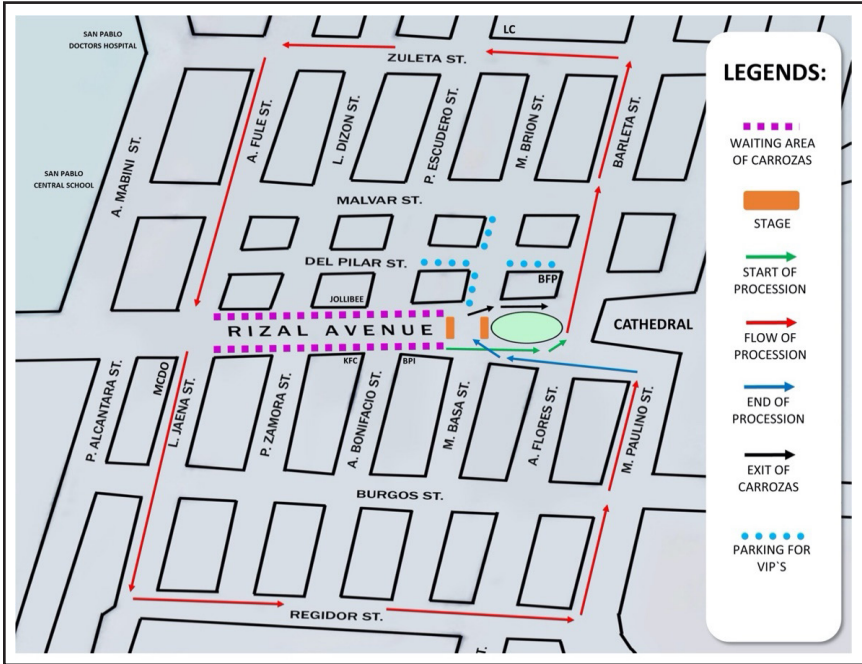 SAN PABLO
DOCTORS HOSPITAL
LC
ZULETA ST.
SAN PABLO
CENTRAL SCHOOL
A. MABINI ST.
A. FULE ST.
L. DIZON ST.
P. ESCUDERO ST.
M. BRION ST.
BARLETA ST.
MALVAR ST.
DEL PILAR ST.
BFP
JOLLIBEE
RIZAL AVENUE
CATHEDRAL
KFC
BPI
MCDO
P. ALCANTARA ST.
L. JAENA ST.
P. ZAMORA ST.
A. BONIFACIO ST.
M. BASA ST.
A. FLORES ST.
M. PAULINO ST.
BURGOS ST.
REGIDOR ST.
ST.
LEGENDS:
WAITING AREA
OF CARROZAS
STAGE
START OF
PROCESSION
FLOW OF
PROCESSION
END OF
PROCESSION
EXIT OF
CARROZAS
PARKING FOR
VIP`S